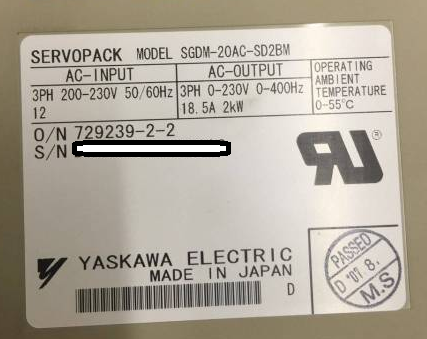 SERVOPACK MODEL SGDM-20AC-SD2BM
AC-INPUT
3PH 200-230V 50/60Hz
12
AC-OUTPUT
3PH 0-230V 0-400Hz
18.5A 2kW
OPERATING
AMBIENT
TEMPERATURE
0-55°C
O/N 729239-2-2
S/N
RU®
YASKAWA ELECTRIC
MADE IN JAPAN
D
PASSED
D '07 8.
M.S